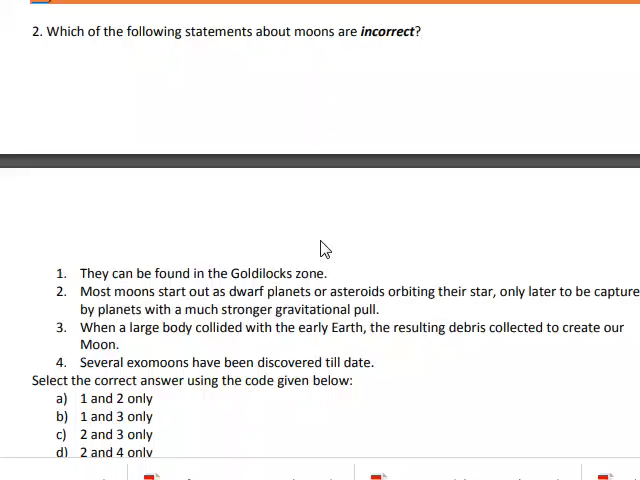 2. Which of the following statements about moons are incorrect?
1. They can be found in the Goldilocks zone.
2. Most moons start out as dwarf planets or asteroids orbiting their star, only later to be capture
by planets with a much stronger gravitational pull.
3. When a large body collided with the early Earth, the resulting debris collected to create our
Moon.
4. Several exomoons have been discovered till date.
Select the correct answer using the code given below:
a) 1 and 2 only
b) 1 and 3 only
c) 2 and 3 only
d) 2 and 4 only